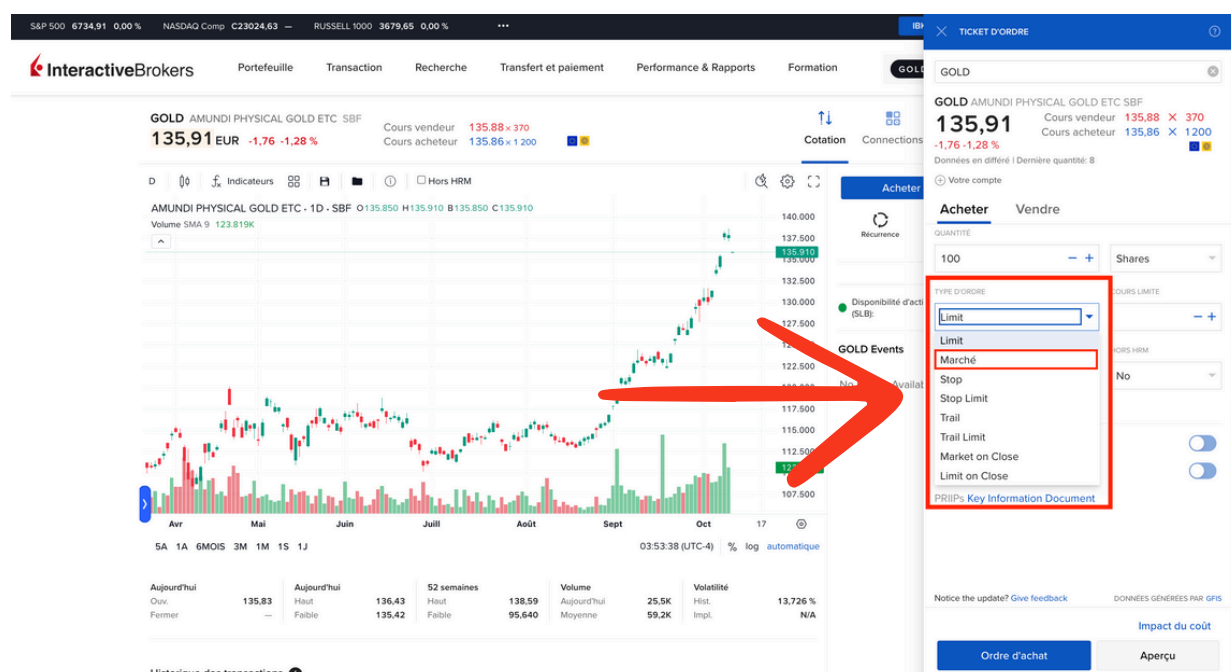 S&P 500 6734,91 0,00 % NASDAQ Comp C23024,63 — RUSSELL 1000 3679,65 0,00 % •••
TICKET D'ORDRE
InteractiveBrokers Portefeuille Transaction Recherche Transfert et paiement Performance & Rapports Formation
GOLD
GOLD AMUNDI PHYSICAL GOLD ETC SBF
135,91 EUR -1,76 -1,28 %
Cours vendeur 135.88 × 370
Cours acheteur 135.86 × 1 200
Cotation Connections
D Indicateurs Hors HRM
AMUNDI PHYSICAL GOLD ETC - 1D - SBF O135.850 H135.910 B135.850 C135.910
Volume SMA 9 123.819K
140.000
137.500
135.910
135.000
132.500
130.000
127.500
122.500
117.500
115.000
112.500
107.500
Avr Mai Juin Juill Août Sept Oct 17
5A 1A 6MOIS 3M 1M 1S 1J 03:53:38 (UTC-4) % log automatique
Aujourd'hui Aujourd'hui 52 semaines Volume Volatilité
Ouv. 135,83 Haut 136,43 Haut 138,59 Aujourd'hui 25,5K Hist. 13,726 %
Fermer — Faible 135,42 Faible 95,640 Moyenne 59,2K Impl. N/A
Historique des transactions
Acheter
Récurrence
Disponibilité d'acti
(SLB):
GOLD Events
No Availab
GOLD
GOLD AMUNDI PHYSICAL GOLD ETC SBF
135,91
Cours vendeur 135,88 × 370
Cours acheteur 135,86 × 1200
-1,76 -1,28 %
Données en différé | Dernière quantité: 8
Votre compte
Acheter Vendre
QUANTITÉ
100 − + Shares
TYPE D'ORDRE COURS LIMITE
Limit − +
Limit
HORS HRM
Marché
No
Stop
Stop Limit
Trail
Trail Limit
Market on Close
Limit on Close
PRIIPs Key Information Document
Notice the update? Give feedback DONNÉES GÉNÉRÉES PAR GFIS
Impact du coût
Ordre d'achat Aperçu